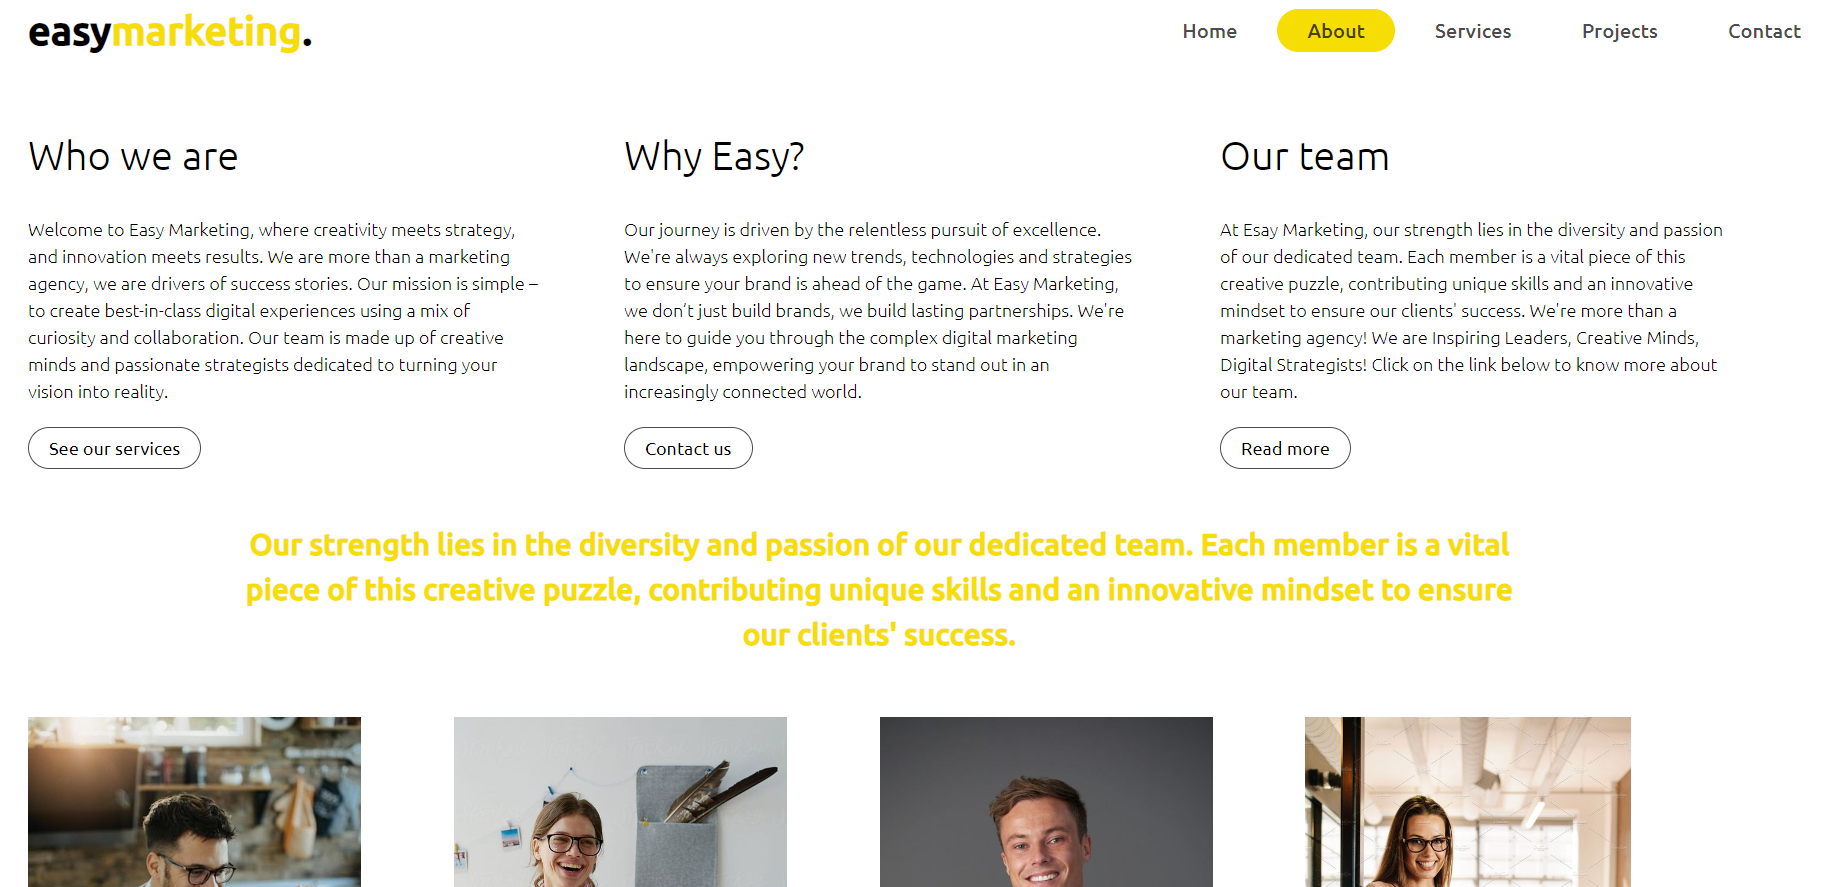 easymarketing.
Home
About
Services
Projects
Contact
Who we are
Welcome to Easy Marketing, where creativity meets strategy,
and innovation meets results. We are more than a marketing
agency, we are drivers of success stories. Our mission is simple –
to create best-in-class digital experiences using a mix of
curiosity and collaboration. Our team is made up of creative
minds and passionate strategists dedicated to turning your
vision into reality.
See our services
Why Easy?
Our journey is driven by the relentless pursuit of excellence.
We're always exploring new trends, technologies and strategies
to ensure your brand is ahead of the game. At Easy Marketing,
we don’t just build brands, we build lasting partnerships. We're
here to guide you through the complex digital marketing
landscape, empowering your brand to stand out in an
increasingly connected world.
Contact us
Our team
At Esay Marketing, our strength lies in the diversity and passion
of our dedicated team. Each member is a vital piece of this
creative puzzle, contributing unique skills and an innovative
mindset to ensure our clients' success. We're more than a
marketing agency! We are Inspiring Leaders, Creative Minds,
Digital Strategists! Click on the link below to know more about
our team.
Read more
Our strength lies in the diversity and passion of our dedicated team. Each member is a vital
piece of this creative puzzle, contributing unique skills and an innovative mindset to ensure
our clients' success.